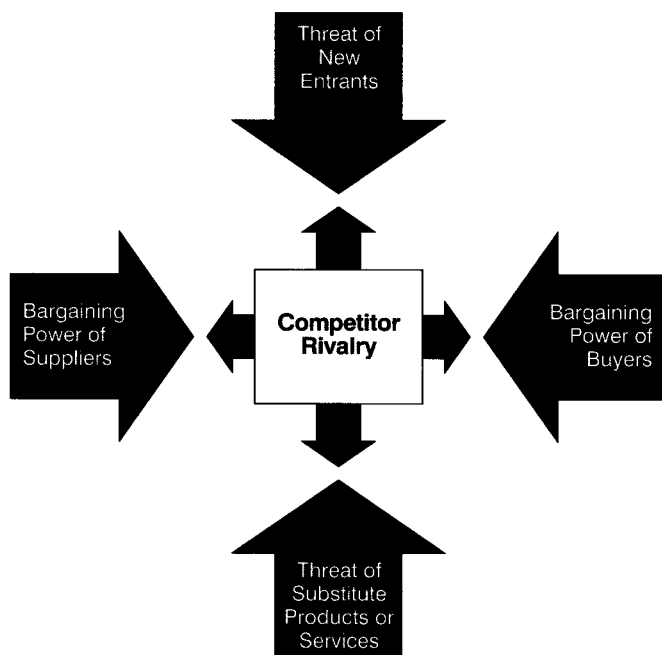 Threat of
New
Entrants
Bargaining
Power of
Suppliers
Competitor
Rivalry
Bargaining
Power of
Buyers
Threat of
Substitute
Products or
Services